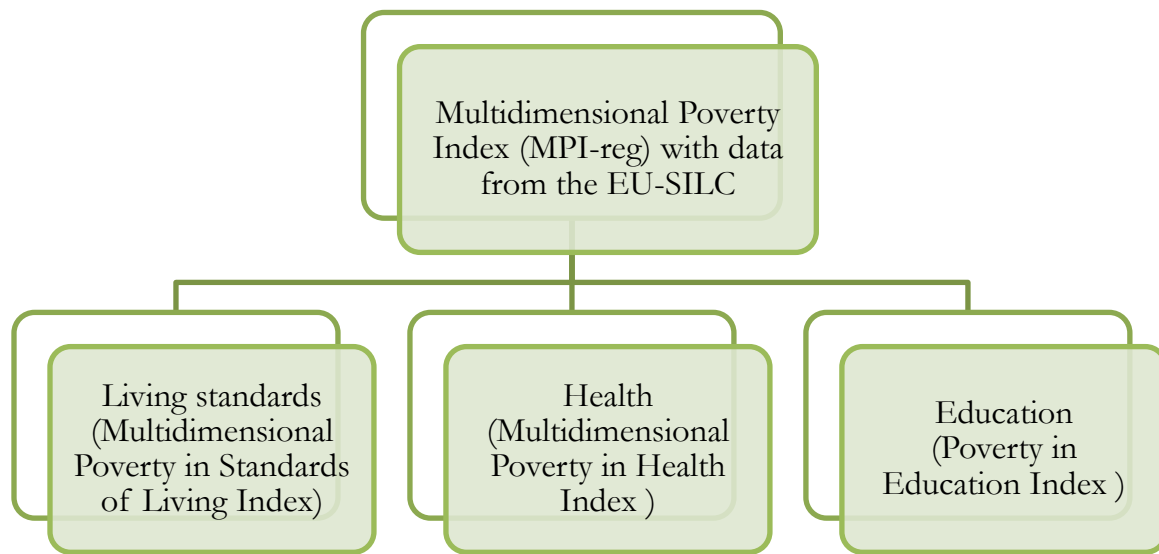 Multidimensional Poverty
Index (MPI-reg) with data
from the EU-SILC
Living standards
(Multidimensional
Poverty in Standards
of Living Index)
Health
(Multidimensional
Poverty in Health
Index )
Education
(Poverty in
Education Index )